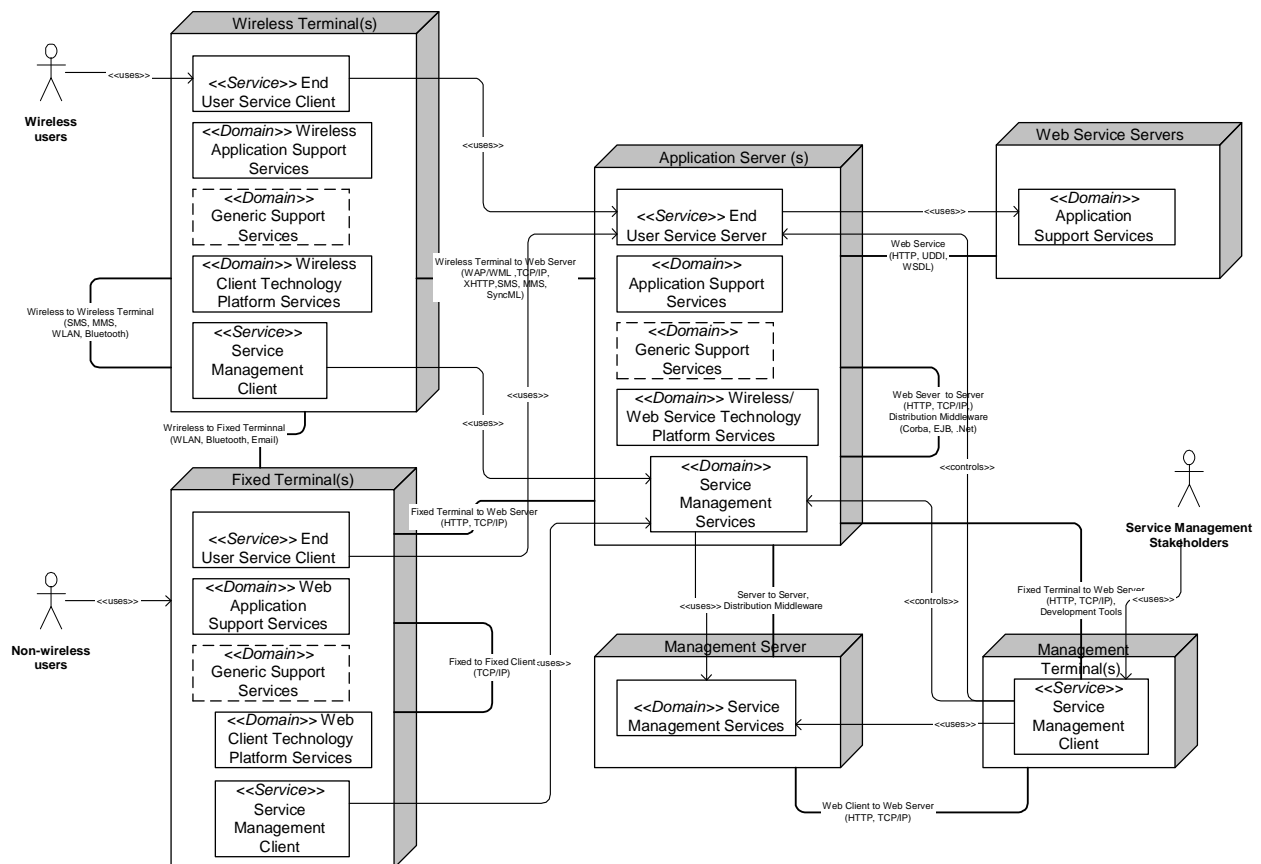 Wireless Terminal(s)
<<Service>> End
User Service Client
<<Domain>> Wireless
Application Support
Services
<<Domain>>
Generic Support
Services
<<Domain>> Wireless
Client Technology
Platform Services
<<Service>>
Service
Management
Client
<<uses>>
Wireless
users
Wireless to Wireless Terminal
(SMS, MMS,
WLAN, Bluetooth)
Wireless to Fixed Terminnal
(WLAN, Bluetooth, Email)
<<uses>>
Wireless Terminal to Web Server
(WAP/WML ,TCP/IP,
XHTTP,SMS, MMS,
SyncML)
<<uses>>
<<uses>>
Application Server (s)
<<Service>> End
User Service Server
<<Domain>>
Application Support
Services
<<Domain>>
Generic Support
Services
<<Domain>> Wireless/
Web Service Technology
Platform Services
<<Domain>>
Service
Management
Services
<<uses>>
Web Service
(HTTP, UDDI,
WSDL)
Web Service Servers
<<Domain>>
Application
Support Services
Web Sever to Server
(HTTP, TCP/IP,)
Distribution Middleware
(Corba, EJB, .Net)
<<controls>>
Service Management
Stakeholders
Fixed Terminal(s)
<<Service>> End
User Service Client
<<Domain>> Web
Application
Support Services
<<Domain>>
Generic Support
Services
<<Domain>> Web
Client Technology
Platform Services
<<Service>>
Service
Management
Client
<<uses>>
Non-wireless
users
Fixed Terminal to Web Server
(HTTP, TCP/IP)
Fixed to Fixed Client
(TCP/IP)
<<uses>>
<<uses>>
Server to Server,
Distribution Middleware
<<controls>>
Fixed Terminal to Web Server
(HTTP, TCP/IP),
Development Tools
<<uses>>
Management Server
<<Domain>> Service
Management Services
<<uses>>
Management
Terminal(s)
<<Service>>
Service
Management
Client
Web Client to Web Server
(HTTP, TCP/IP)